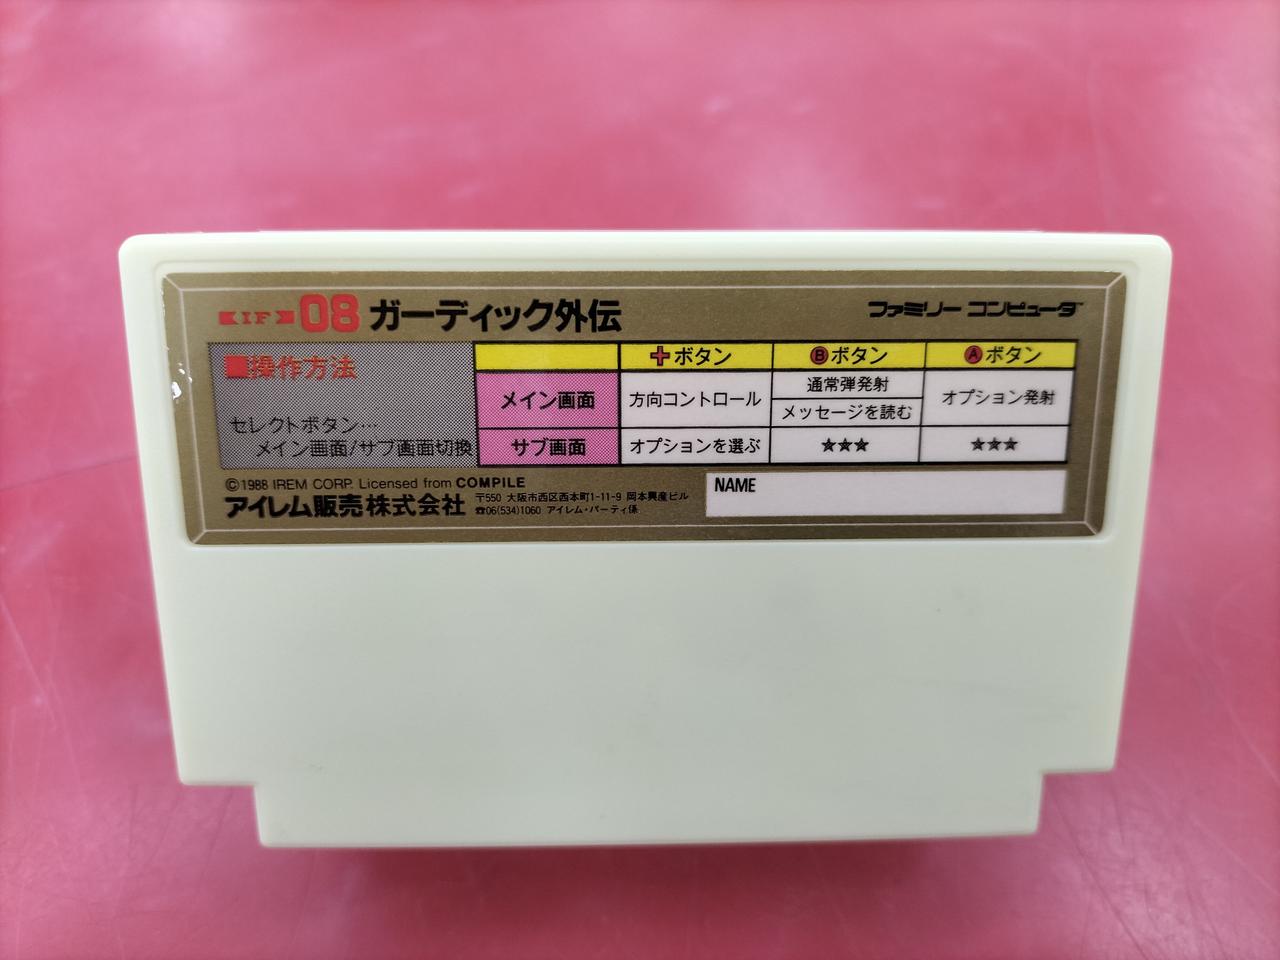 IF 08 ガーディック外伝
ファミリー コンピュータ
■操作方法
セレクトボタン…
メイン画面/サブ画面切換
+ボタン Ⓑボタン Ⓐボタン
メイン画面 方向コントロール 通常弾発射 オプション発射
メッセージを読む
サブ画面 オプションを選ぶ ★★★ ★★★
©1988 IREM CORP. Licensed from COMPILE
アイレム販売株式会社
〒550 大阪市西区西本町1-11-9 岡本興産ビル
☎06(534)1060 アイレム・パーティ係
NAME